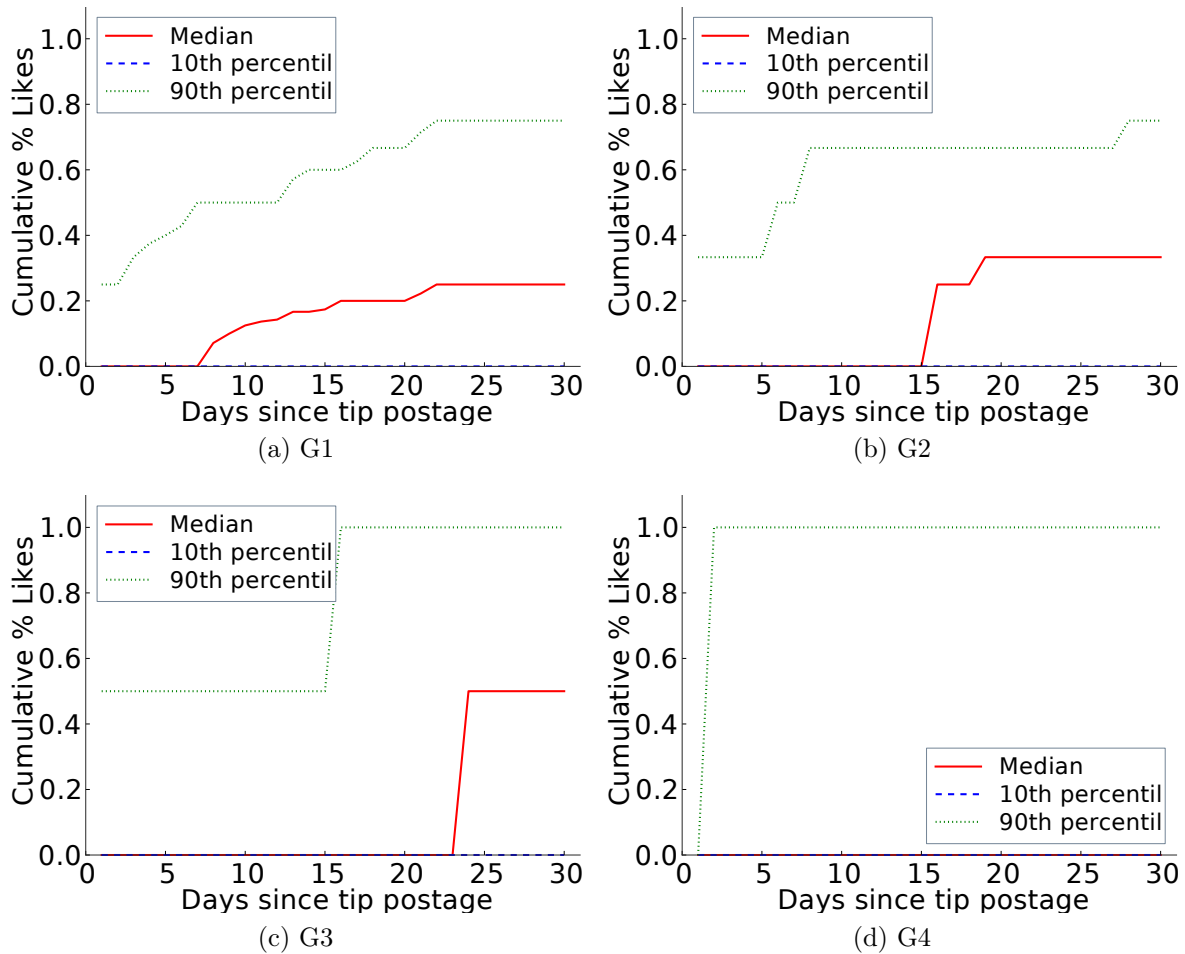 Cumulative % Likes
1.0
0.8
0.6
0.4
0.2
0.0
Median
10th percentil
90th percentil
0 5 10 15 20 25 30
Days since tip postage
(a) G1
Cumulative % Likes
1.0
0.8
0.6
0.4
0.2
0.0
Median
10th percentil
90th percentil
0 5 10 15 20 25 30
Days since tip postage
(b) G2
Cumulative % Likes
1.0
0.8
0.6
0.4
0.2
0.0
Median
10th percentil
90th percentil
0 5 10 15 20 25 30
Days since tip postage
(c) G3
Cumulative % Likes
1.0
0.8
0.6
0.4
0.2
0.0
Median
10th percentil
90th percentil
0 5 10 15 20 25 30
Days since tip postage
(d) G4